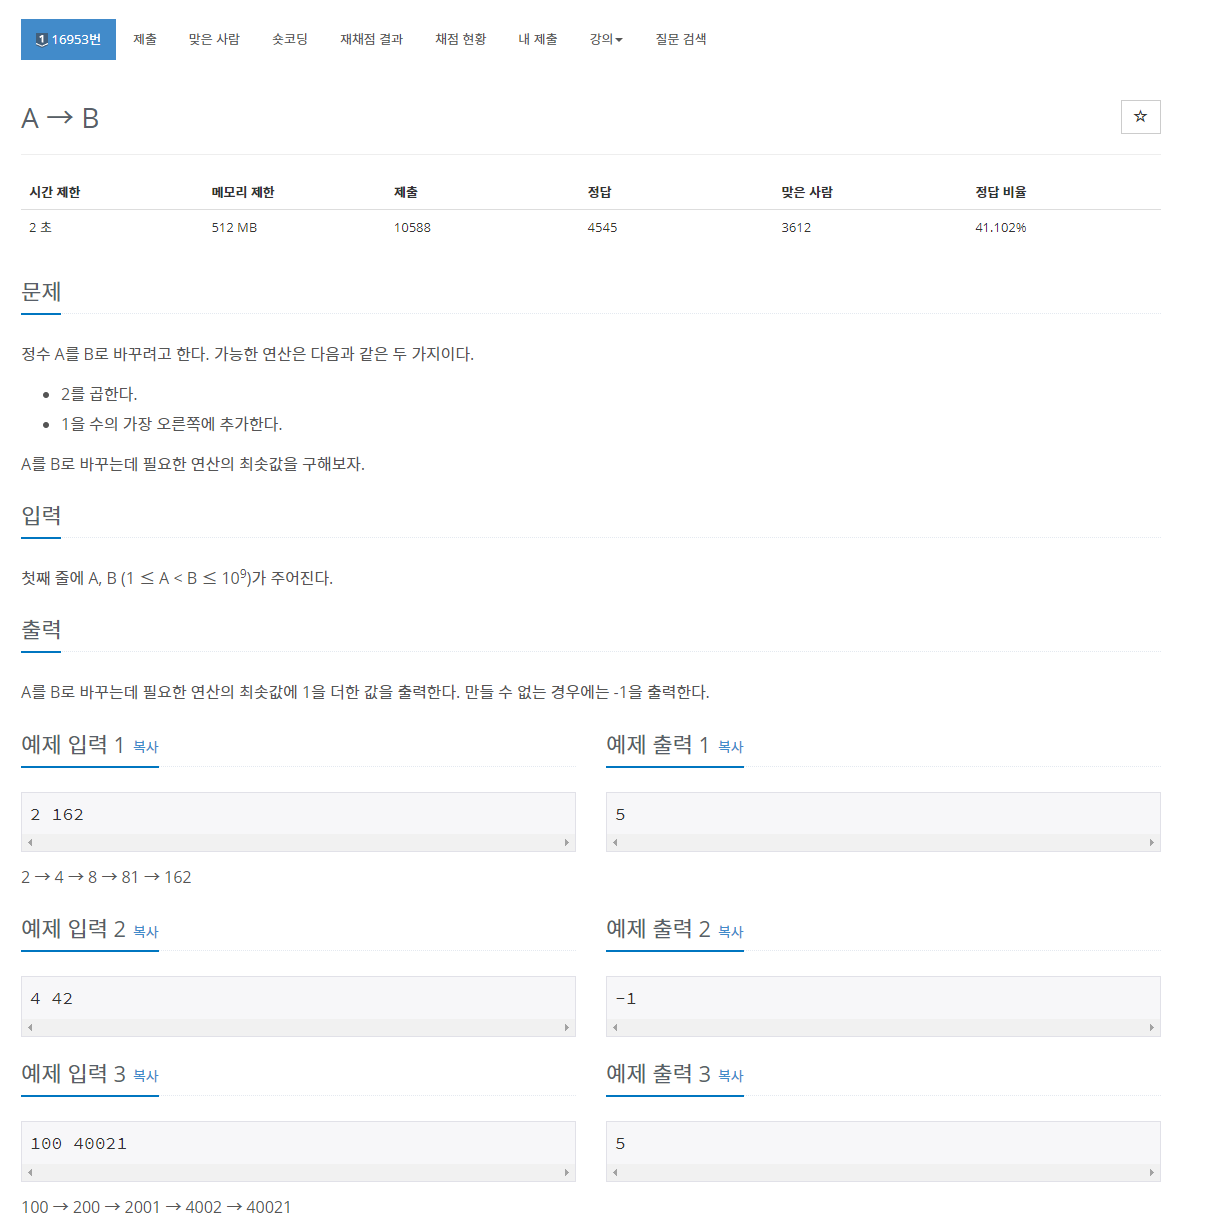 1 16953번 제출 맞은 사람 숏코딩 재채점 결과 채점 현황 내 제출 강의 질문 검색
A → B
시간 제한 메모리 제한 제출 정답 맞은 사람 정답 비율
2 초 512 MB 10588 4545 3612 41.102%
문제
정수 A를 B로 바꾸려고 한다. 가능한 연산은 다음과 같은 두 가지이다.
• 2를 곱한다.
• 1을 수의 가장 오른쪽에 추가한다.
A를 B로 바꾸는데 필요한 연산의 최솟값을 구해보자.
입력
첫째 줄에 A, B (1 ≤ A < B ≤ 10⁹)가 주어진다.
출력
A를 B로 바꾸는데 필요한 연산의 최솟값에 1을 더한 값을 출력한다. 만들 수 없는 경우에는 -1을 출력한다.
예제 입력 1 복사 예제 출력 1 복사
2 162 5
2 → 4 → 8 → 81 → 162
예제 입력 2 복사 예제 출력 2 복사
4 42 -1
예제 입력 3 복사 예제 출력 3 복사
100 40021 5
100 → 200 → 2001 → 4002 → 40021